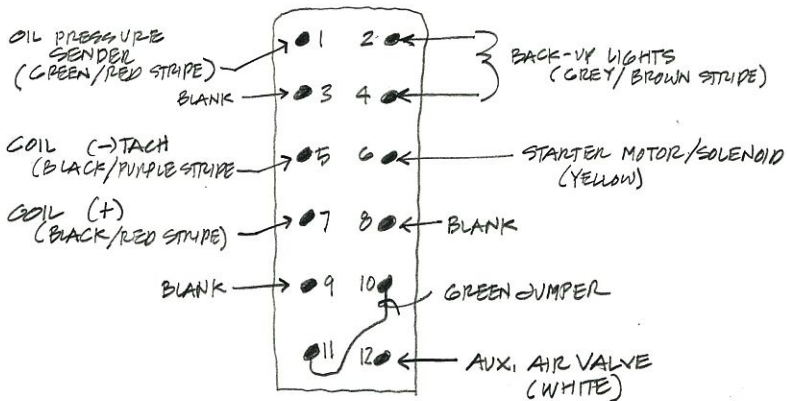 OIL PRESSURE
SENDER
(GREEN/RED STRIPE)
1
2
BACK-UP LIGHTS
(GREY/BROWN STRIPE)
BLANK
3
4
COIL (-) TACH
(BLACK/PURPLE STRIPE
5
6
STARTER MOTOR/SOLENOID
(YELLOW)
COIL (+)
(BLACK/RED STRIPE)
7
8
BLANK
BLANK
9
10
GREEN JUMPER
11
12
AUX. AIR VALVE
(WHITE)